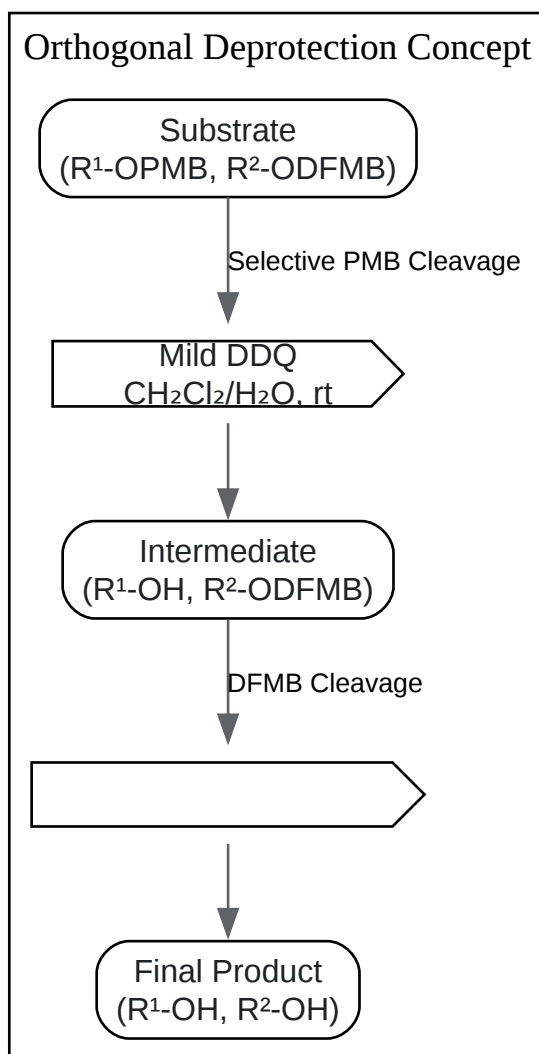 Orthogonal Deprotection Concept
Substrate
(R¹-OPMB, R²-ODFMB)
Selective PMB Cleavage
Mild DDQ
CH₂Cl₂/H₂O, rt
Intermediate
(R¹-OH, R²-ODFMB)
DFMB Cleavage
Final Product
(R¹-OH, R²-OH)